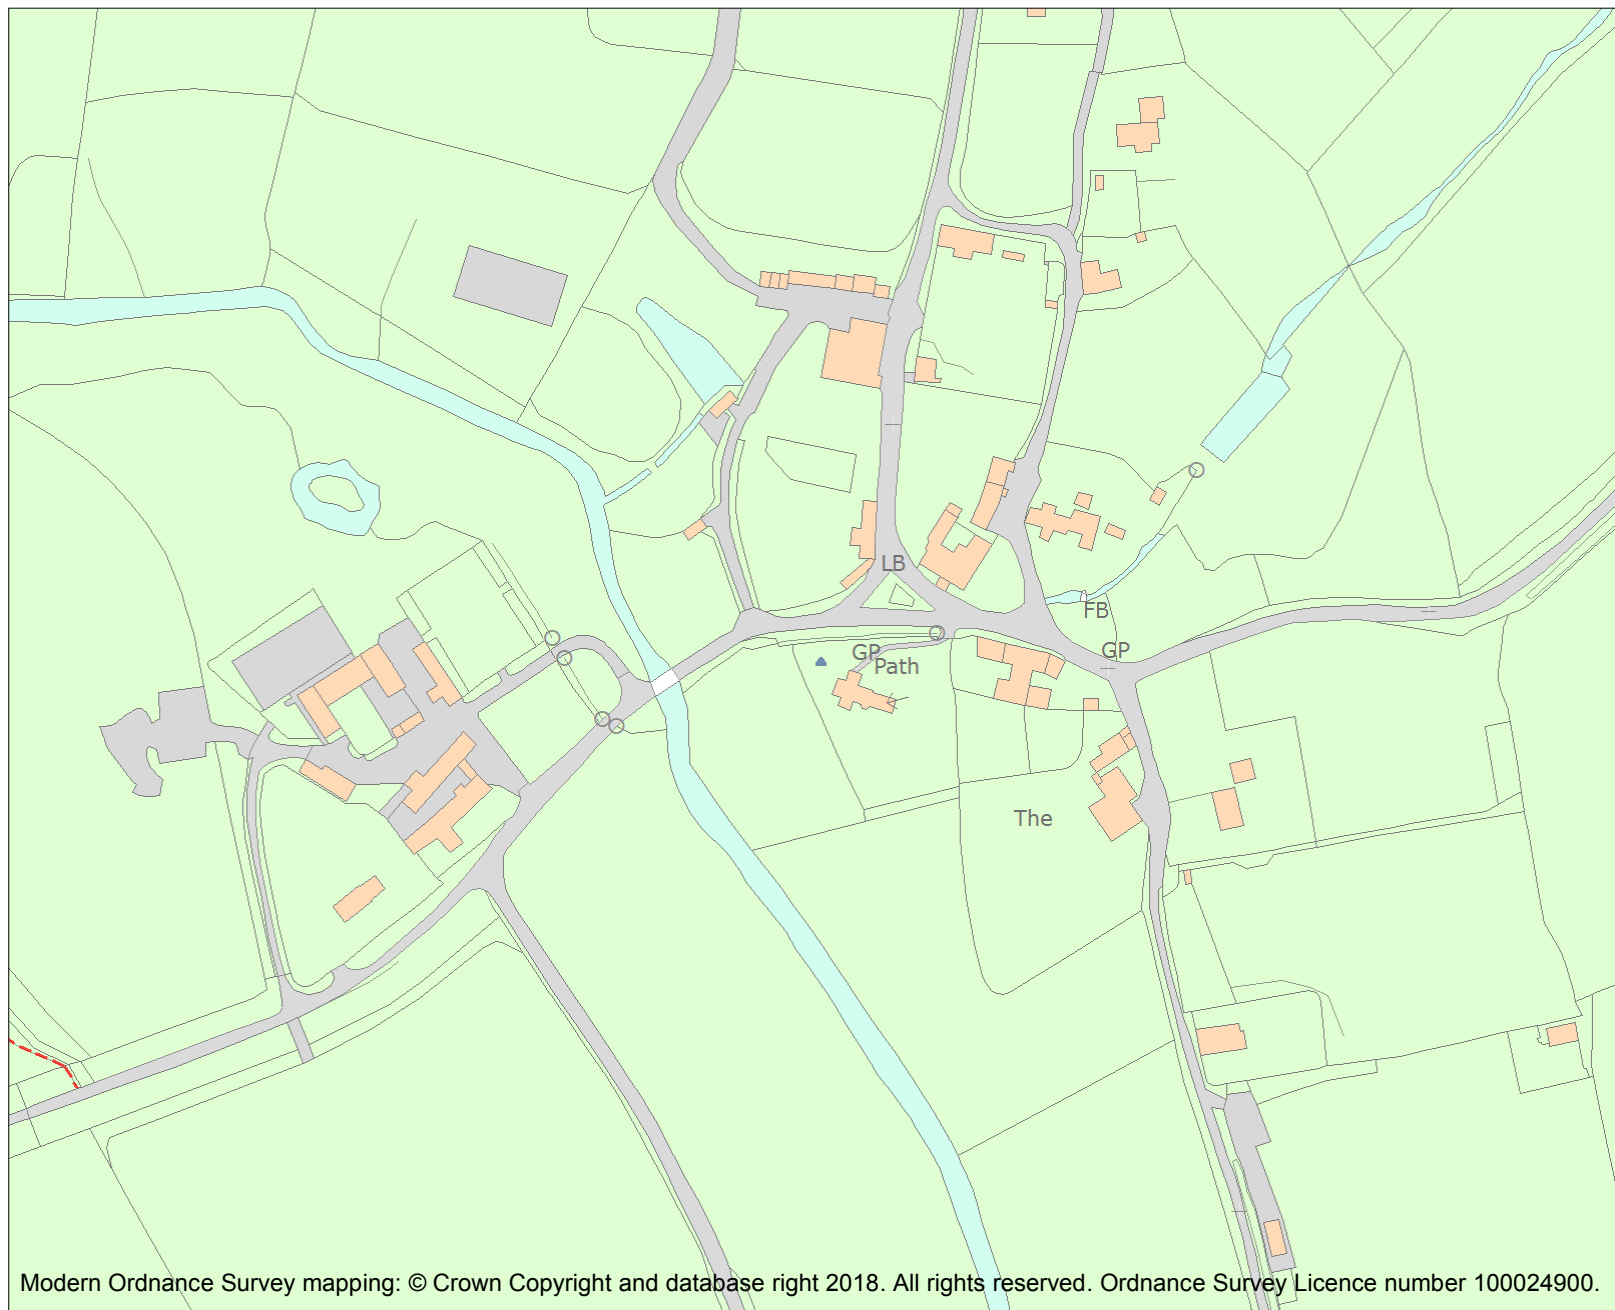 LB
FB
GP
GP
Path
The
Modern Ordnance Survey mapping: © Crown Copyright and database right 2018. All rights reserved. Ordnance Survey Licence number 100024900.